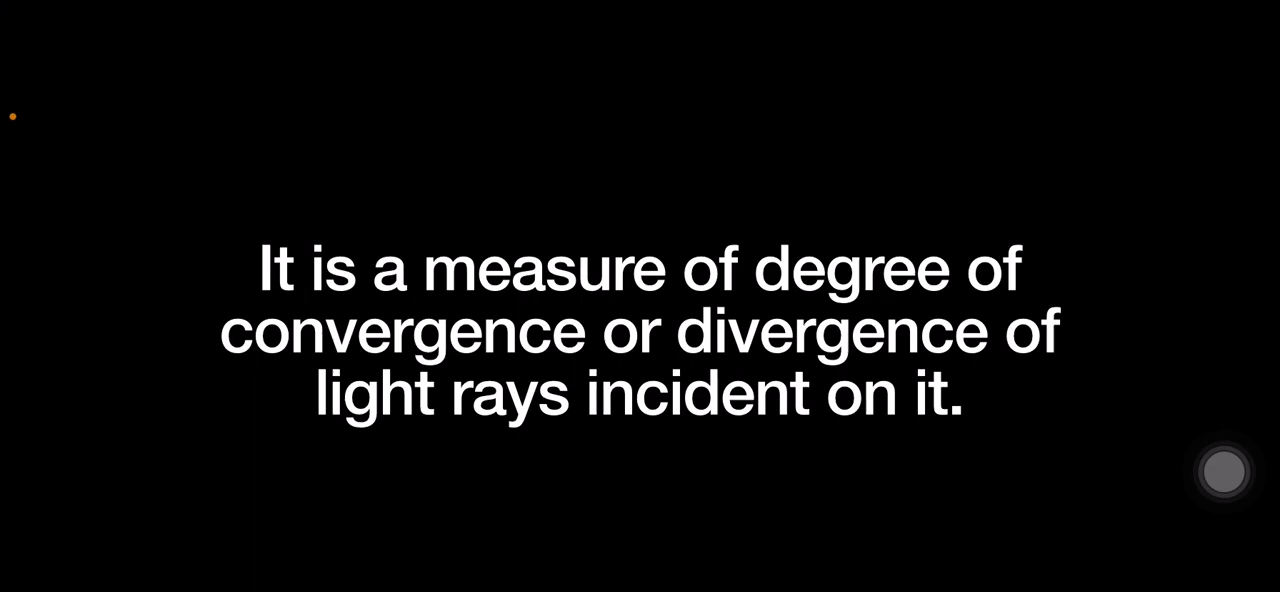 It is a measure of degree of
convergence or divergence of
light rays incident on it.